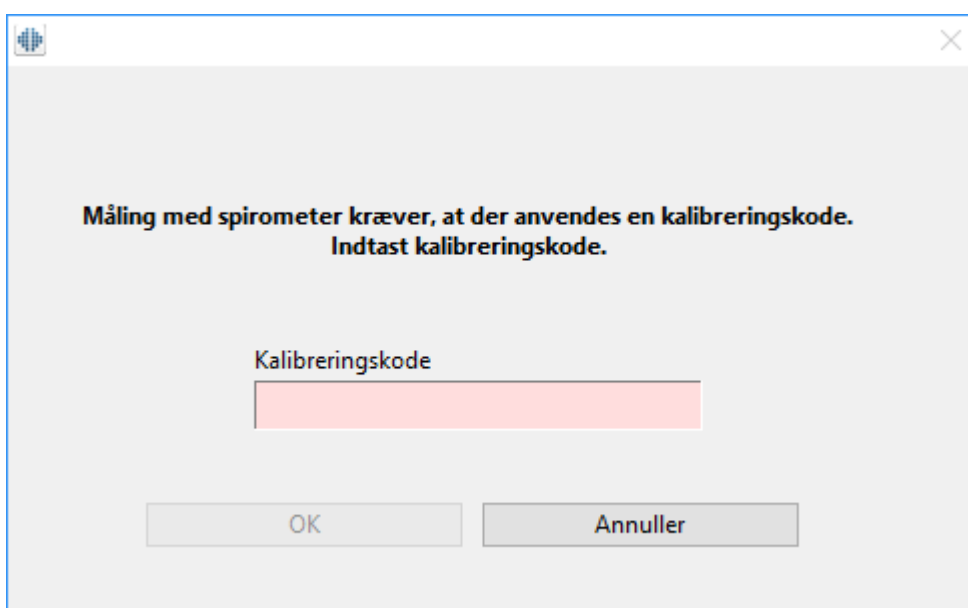 Måling med spirometer kræver, at der anvendes en kalibreringskode.
Indtast kalibreringskode.
Kalibreringskode
OK
Annuller